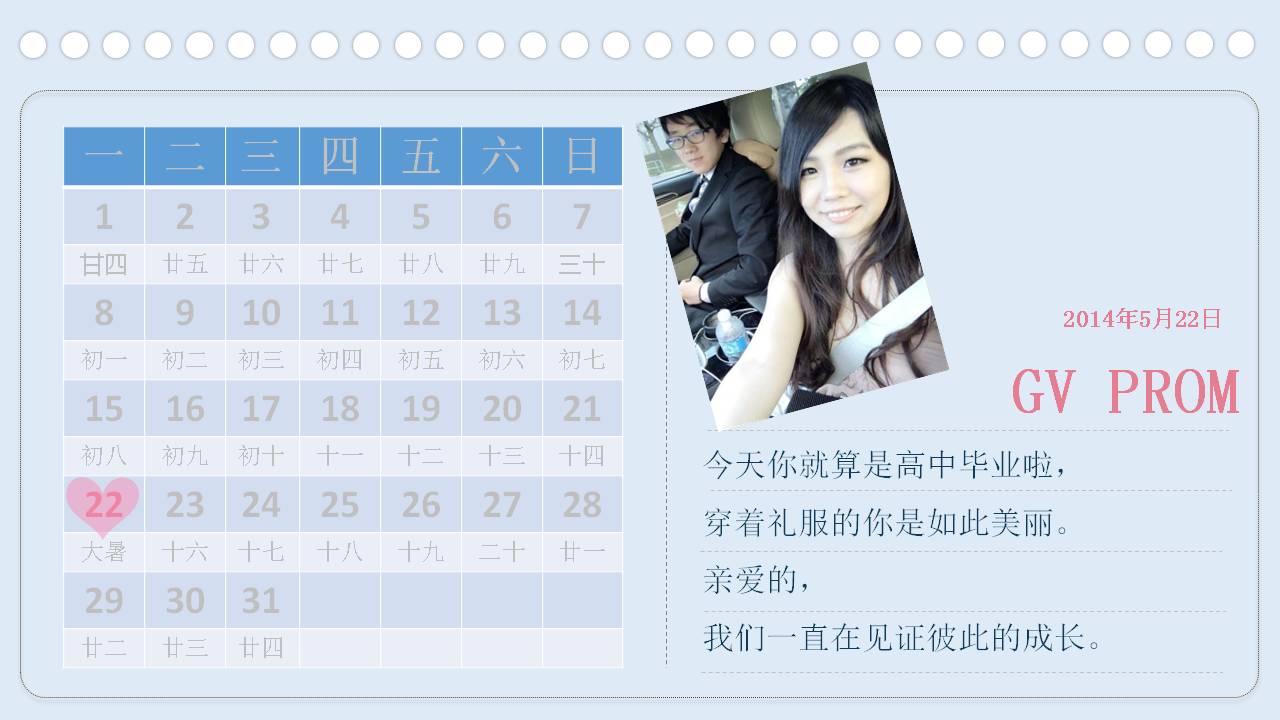 一 二 三 四 五 六 日
1 2 3 4 5 6 7
甘四 廿五 廿六 廿七 廿八 廿九 三十
8 9 10 11 12 13 14
初一 初二 初三 初四 初五 初六 初七
15 16 17 18 19 20 21
初八 初九 初十 十一 十二 十三 十四
22 23 24 25 26 27 28
大暑 十六 十七 十八 十九 二十 廿一
29 30 31
廿二 廿三 廿四
2014年5月22日
GV PROM
今天你就算是高中毕业啦，
穿着礼服的你是如此美丽。
亲爱的，
我们一直在见证彼此的成长。